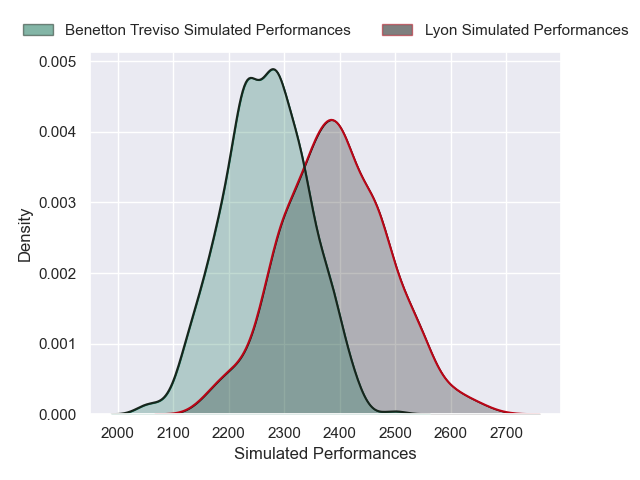 Benetton Treviso Simulated Performances
Lyon Simulated Performances
0.005
0.004
0.003
0.002
0.001
0.000
Density
2000 2100 2200 2300 2400 2500 2600 2700
Simulated Performances